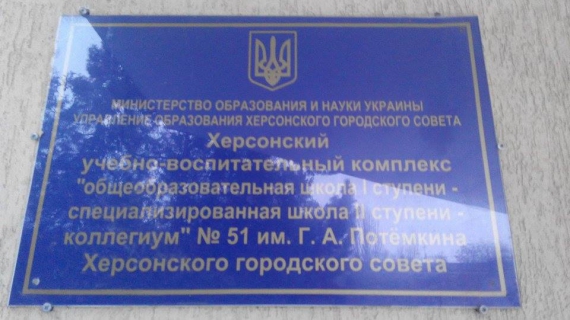 МИНИСТЕРСТВО ОБРАЗОВАНИЯ И НАУКИ УКРАИНЫ
УПРАВЛЕНИЕ ОБРАЗОВАНИЯ ХЕРСОНСКОГО ГОРОДСКОГО СОВЕТА
Херсонский
учебно-воспитательный комплекс
"общеобразовательная школа I ступени -
специализированная школа II ступени -
коллегиум" № 51 им. Г. А. Потёмкина
Херсонского городского совета